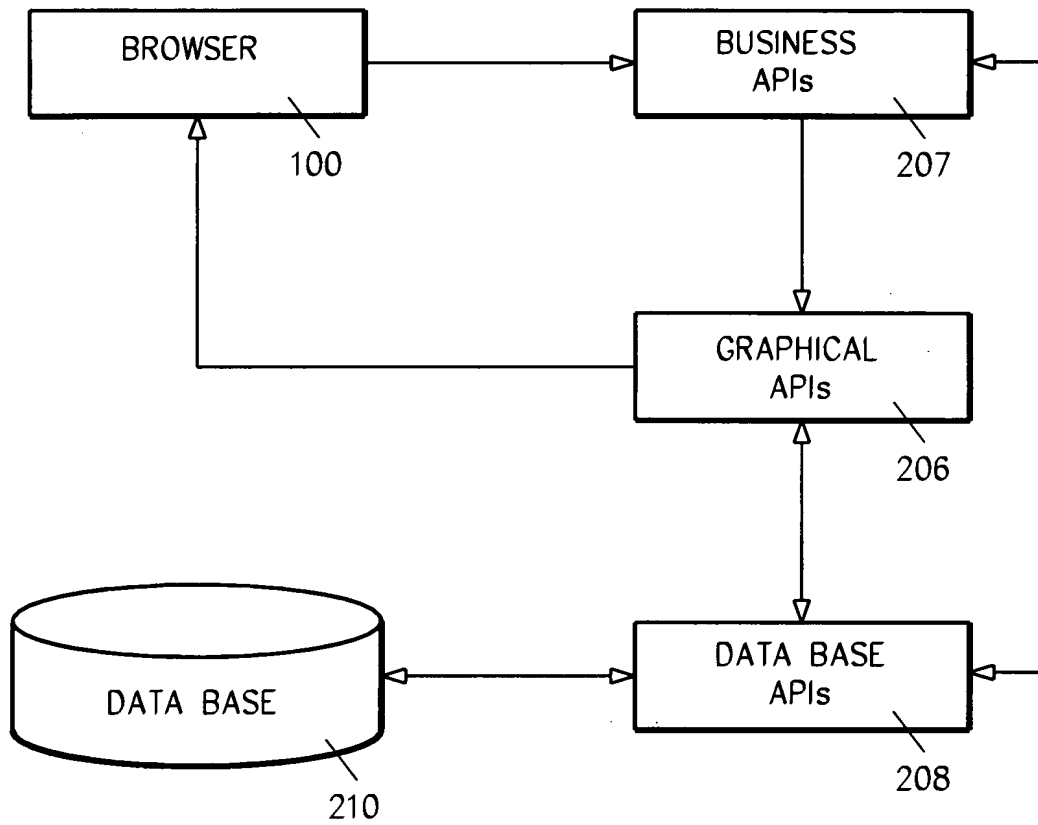 BROWSER
100
BUSINESS
APIs
207
GRAPHICAL
APIs
206
DATA BASE
210
DATA BASE
APIs
208